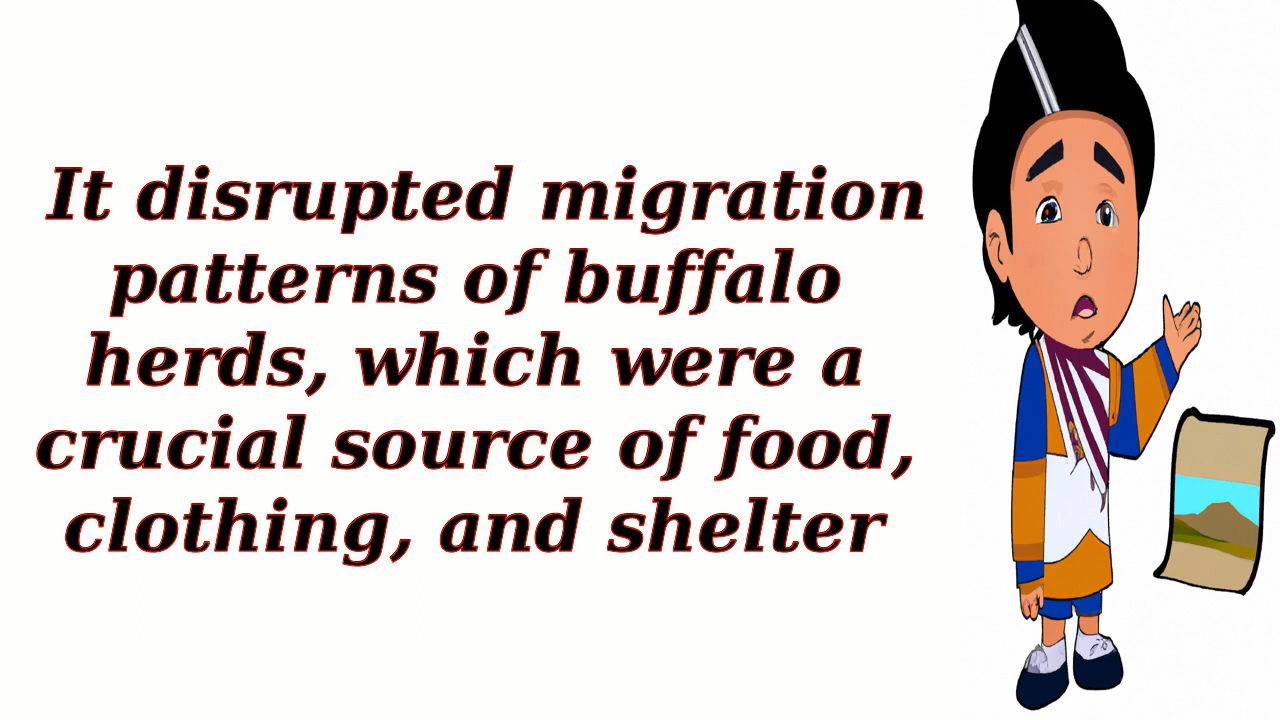 It disrupted migration
patterns of buffalo
herds, which were a
crucial source of food,
clothing, and shelter